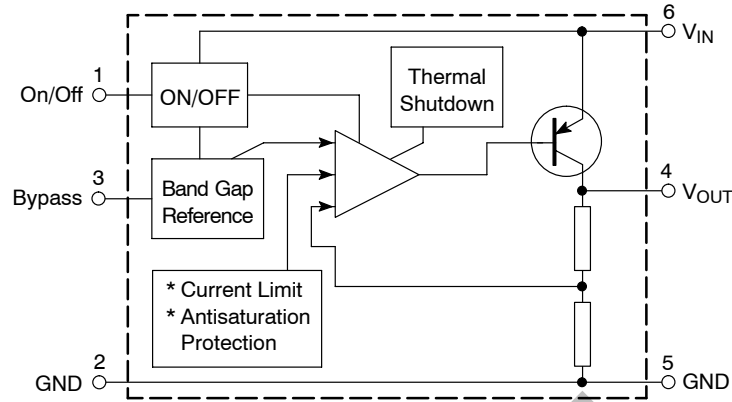 6
V_IN
1
On/Off
ON/OFF
Thermal
Shutdown
3
Bypass
Band Gap
Reference
4
V_OUT
* Current Limit
* Antisaturation
Protection
2
GND
5
GND